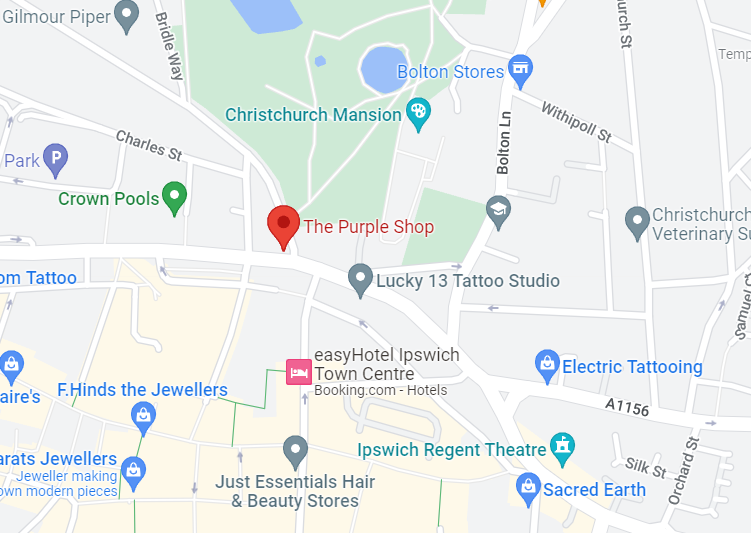 Gilmour Piper
Bridle Way
Bolton Stores
Temp
Christchurch Mansion
Withipoll St
Charles St
Bolton Ln
Park
P
Crown Pools
The Purple Shop
Christchurch
Veterinary Su
om Tattoo
Lucky 13 Tattoo Studio
Samuel C
easyHotel Ipswich
Town Centre
Booking.com - Hotels
Electric Tattooing
aire's
F.Hinds the Jewellers
A1156
Ipswich Regent Theatre
arats Jewellers
Jeweller making
own modern pieces
Silk St
Orchard St
Just Essentials Hair
& Beauty Stores
Sacred Earth
hurch St